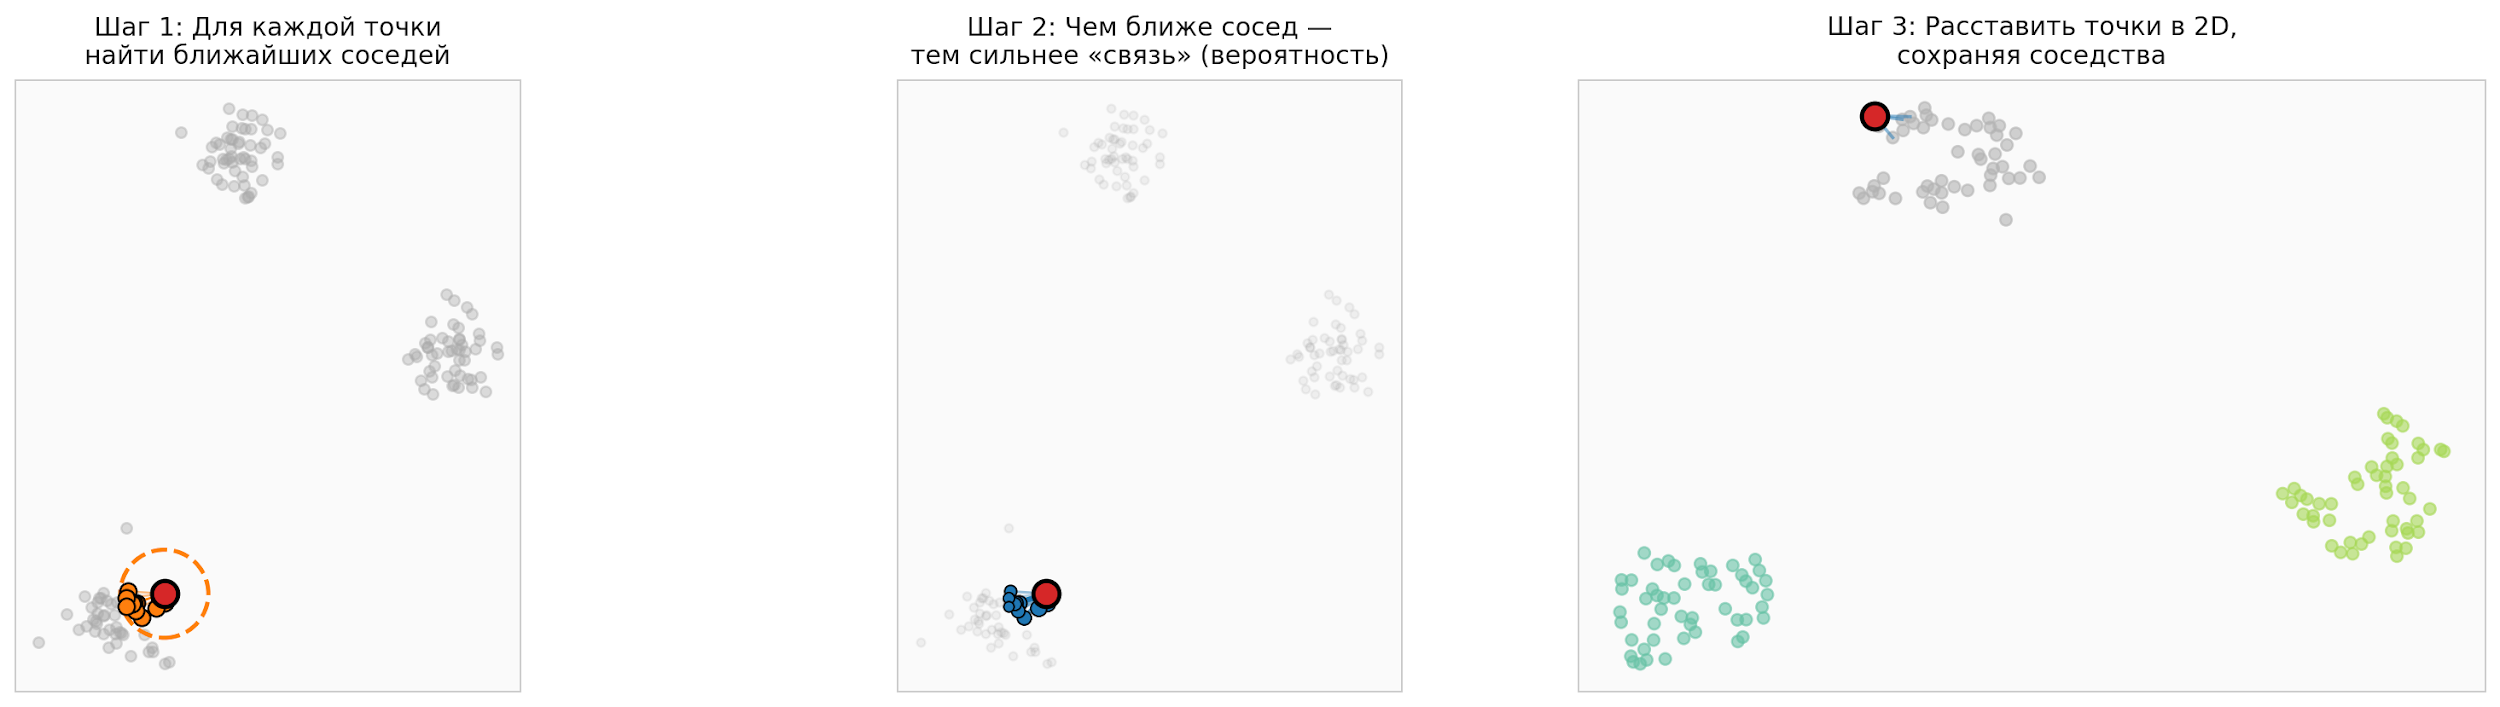 Шаг 1: Для каждой точки
найти ближайших соседей
Шаг 2: Чем ближе сосед —
тем сильнее «связь» (вероятность)
Шаг 3: Расставить точки в 2D,
сохраняя соседства